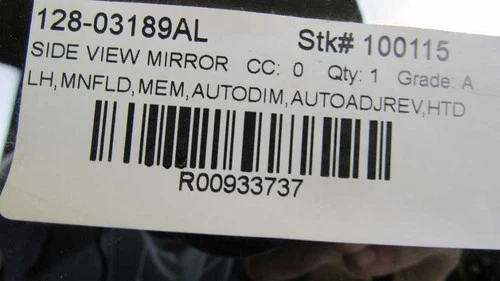 128-03189AL Stk# 100115
SIDE VIEW MIRROR CC: 0 Qty: 1 Grade: A
LH,MNFLD,MEM,AUTODIM,AUTOADJREV,HTD
R00933737